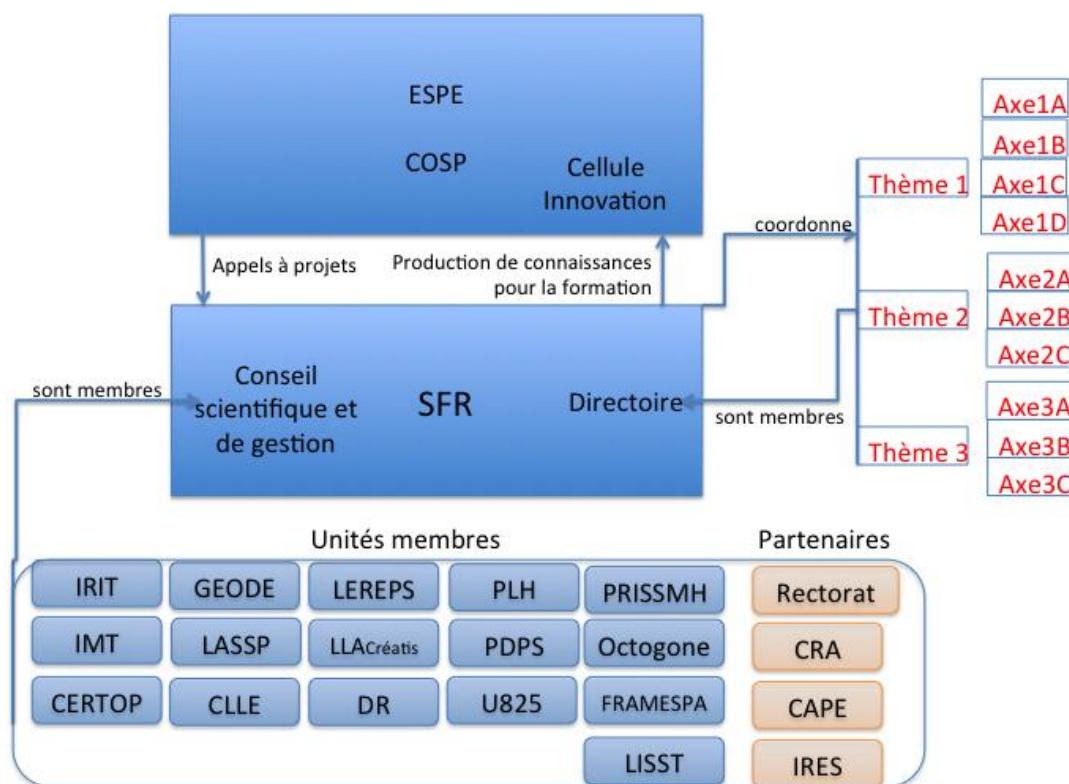 ESPE
COSP
Cellule
Innovation
Appels à projets
Production de connaissances
pour la formation
coordonne
Thème 1
Axe1A
Axe1B
Axe1C
Axe1D
Thème 2
Axe2A
Axe2B
Axe2C
Thème 3
Axe3A
Axe3B
Axe3C
sont membres
Conseil
scientifique et
de gestion
SFR
Directoire
sont membres
Unités membres
Partenaires
IRIT
GEODE
LEREPS
PLH
PRISSMH
Rectorat
IMT
LASSP
LLACréatis
PDPS
Octogone
CRA
CERTOP
CLLE
DR
U825
FRAMESPA
CAPE
LISST
IRES